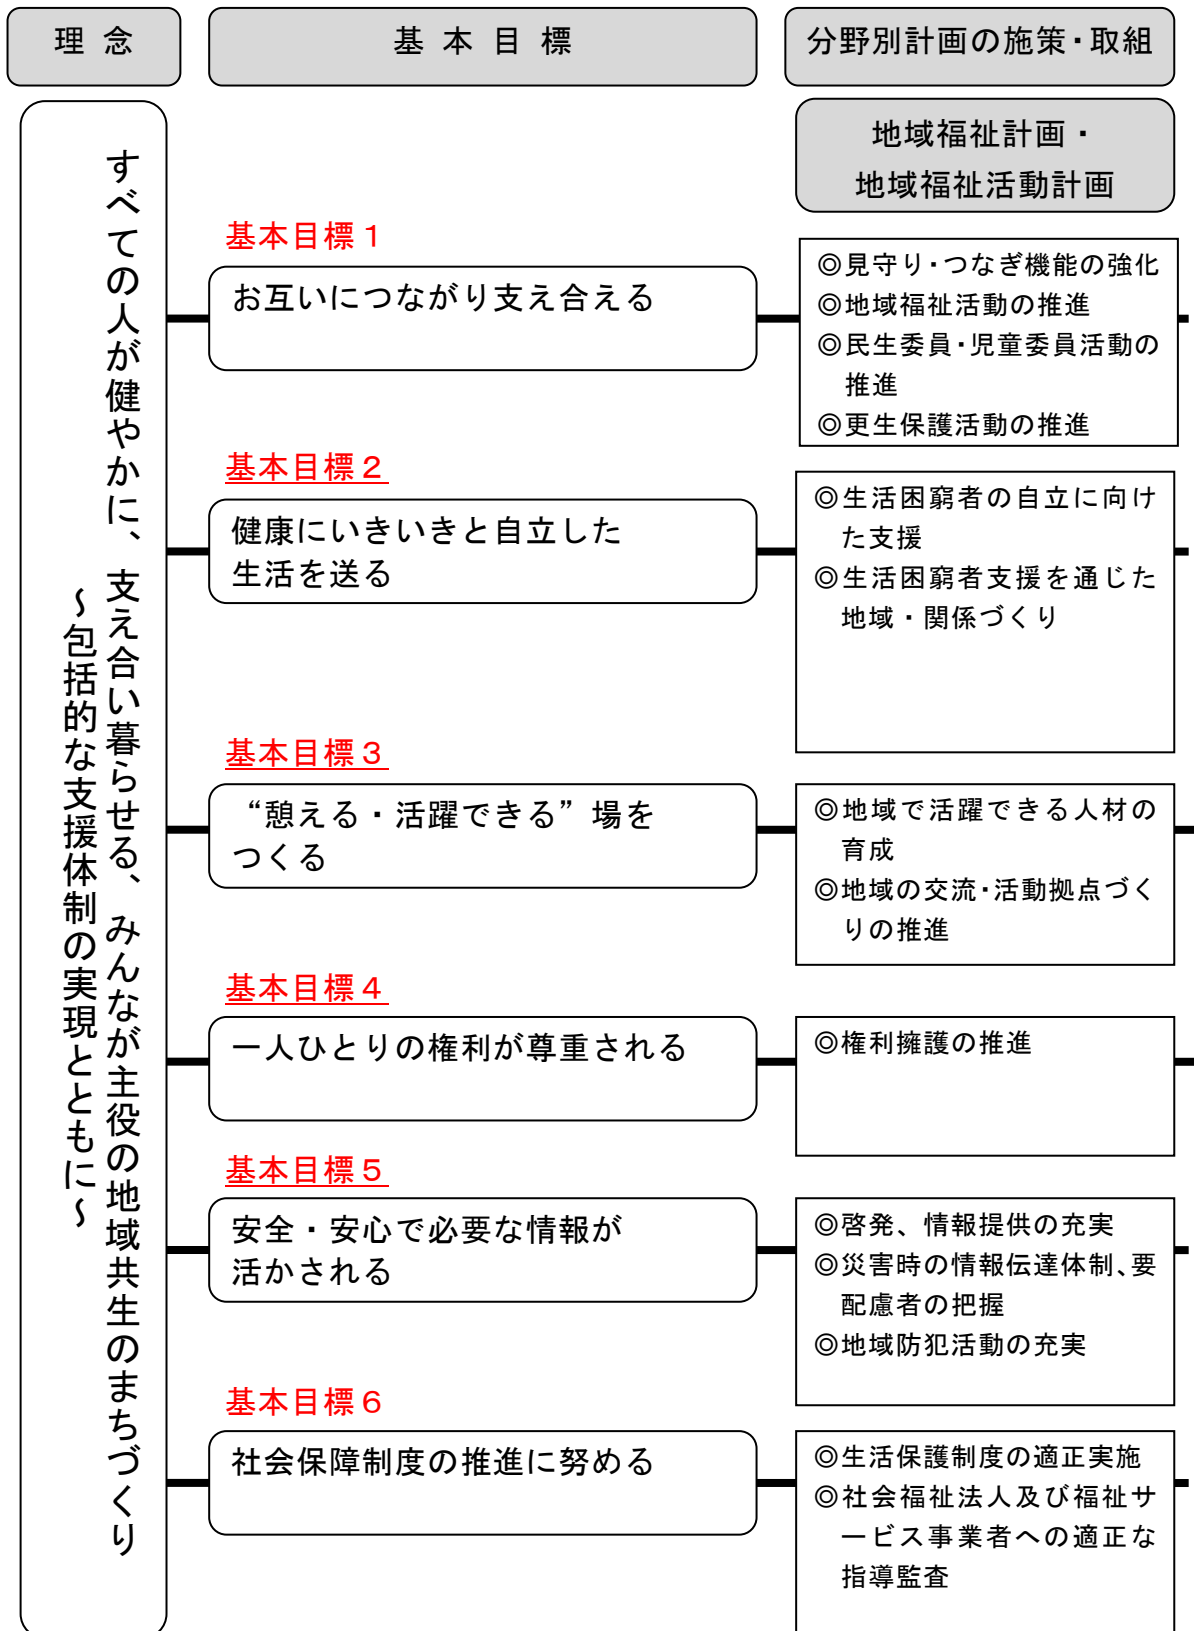 理 念
基 本 目 標
分野別計画の施策・取組
地域福祉計画・
地域福祉活動計画
すべての人が健やかに、支え合い暮らせる、みんなが主役の地域共生のまちづくり
～包括的な支援体制の実現とともに～
基本目標１
お互いにつながり支え合える
◎見守り・つなぎ機能の強化
◎地域福祉活動の推進
◎民生委員・児童委員活動の
推進
◎更生保護活動の推進
基本目標２
健康にいきいきと自立した
生活を送る
◎生活困窮者の自立に向け
た支援
◎生活困窮者支援を通じた
地域・関係づくり
基本目標３
“憩える・活躍できる”場を
つくる
◎地域で活躍できる人材の
育成
◎地域の交流・活動拠点づく
りの推進
基本目標４
一人ひとりの権利が尊重される
◎権利擁護の推進
基本目標５
安全・安心で必要な情報が
活かされる
◎啓発、情報提供の充実
◎災害時の情報伝達体制、要
配慮者の把握
◎地域防犯活動の充実
基本目標６
社会保障制度の推進に努める
◎生活保護制度の適正実施
◎社会福祉法人及び福祉サ
ービス事業者への適正な
指導監査